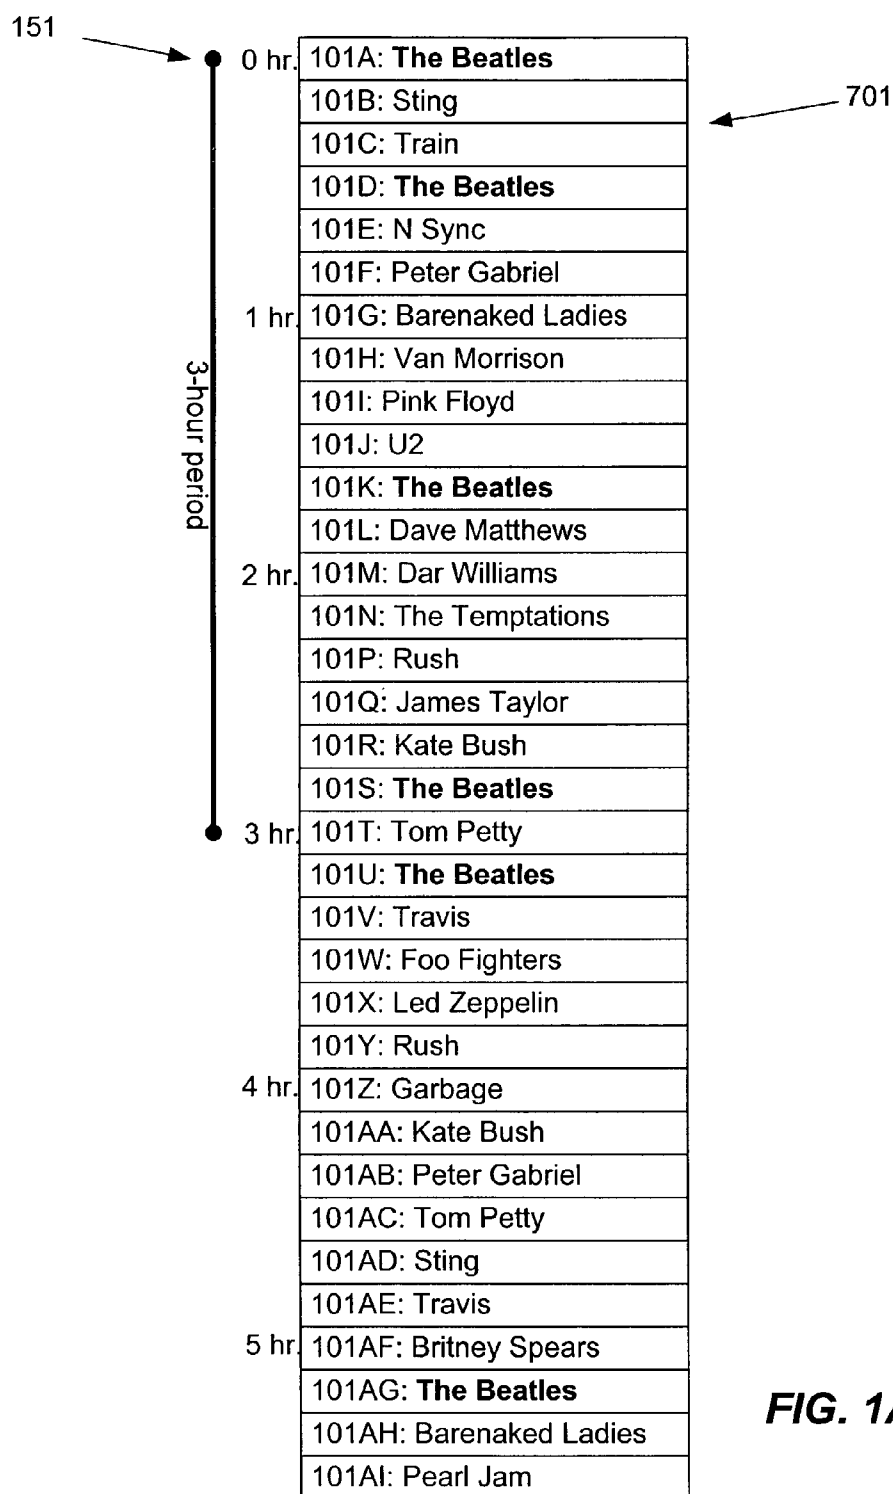 151
0 hr. 101A: The Beatles
101B: Sting
701
101C: Train
101D: The Beatles
101E: N Sync
101F: Peter Gabriel
1 hr. 101G: Barenaked Ladies
101H: Van Morrison
101I: Pink Floyd
3-hour period
101J: U2
101K: The Beatles
101L: Dave Matthews
2 hr. 101M: Dar Williams
101N: The Temptations
101P: Rush
101Q: James Taylor
101R: Kate Bush
101S: The Beatles
3 hr. 101T: Tom Petty
101U: The Beatles
101V: Travis
101W: Foo Fighters
101X: Led Zeppelin
101Y: Rush
4 hr. 101Z: Garbage
101AA: Kate Bush
101AB: Peter Gabriel
101AC: Tom Petty
101AD: Sting
101AE: Travis
5 hr. 101AF: Britney Spears
101AG: The Beatles
101AH: Barenaked Ladies
101AI: Pearl Jam
FIG. 1A